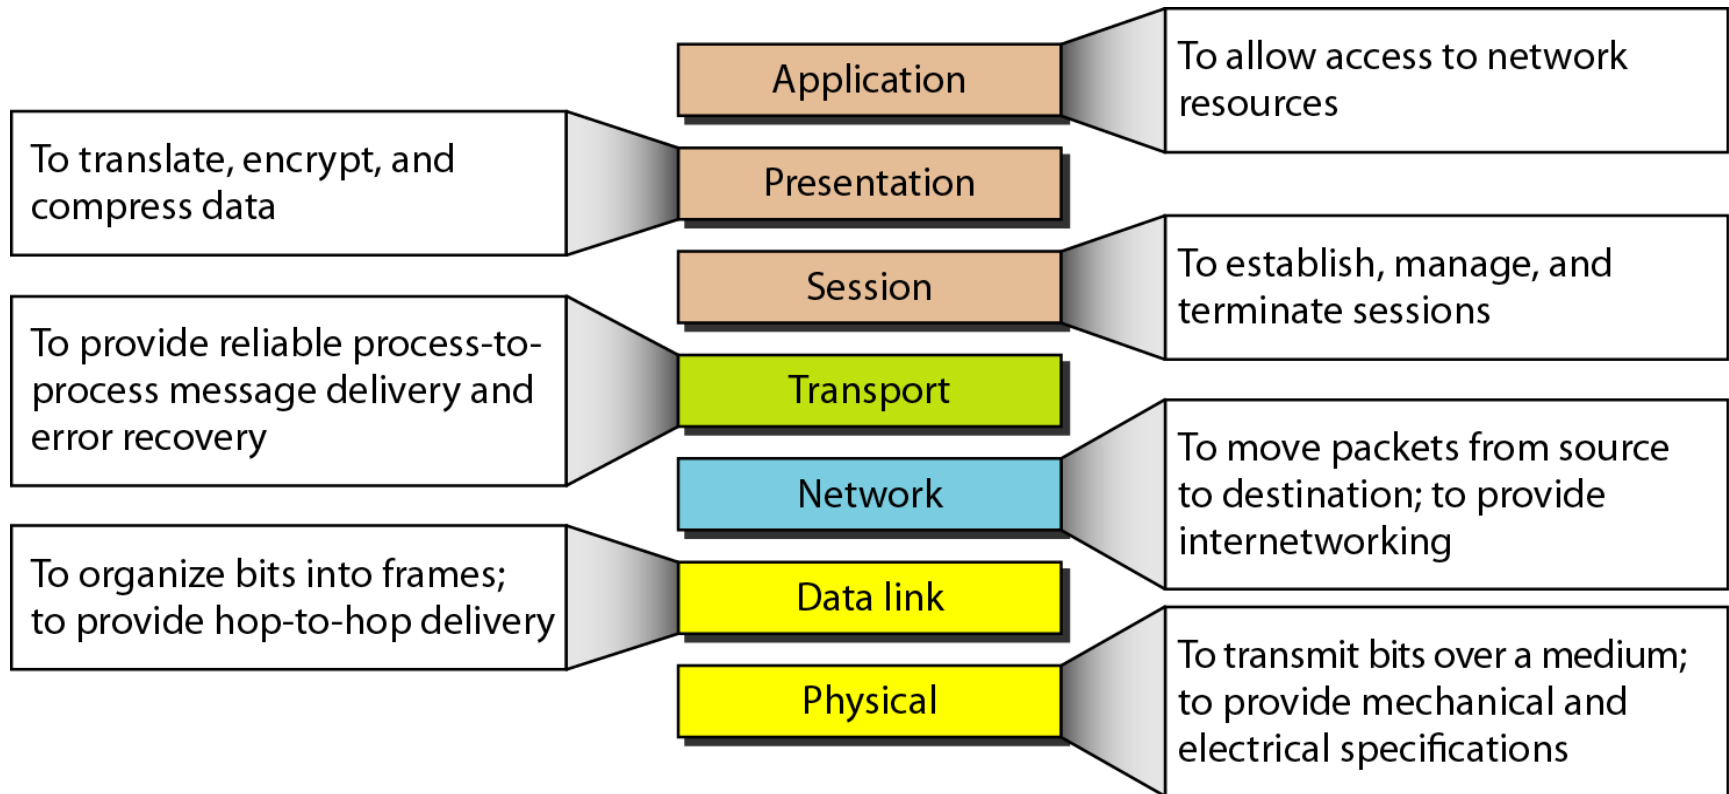 Application
To allow access to network
resources
To translate, encrypt, and
compress data
Presentation
Session
To establish, manage, and
terminate sessions
To provide reliable process-to-
process message delivery and
error recovery
Transport
Network
To move packets from source
to destination; to provide
internetworking
To organize bits into frames;
to provide hop-to-hop delivery
Data link
Physical
To transmit bits over a medium;
to provide mechanical and
electrical specifications